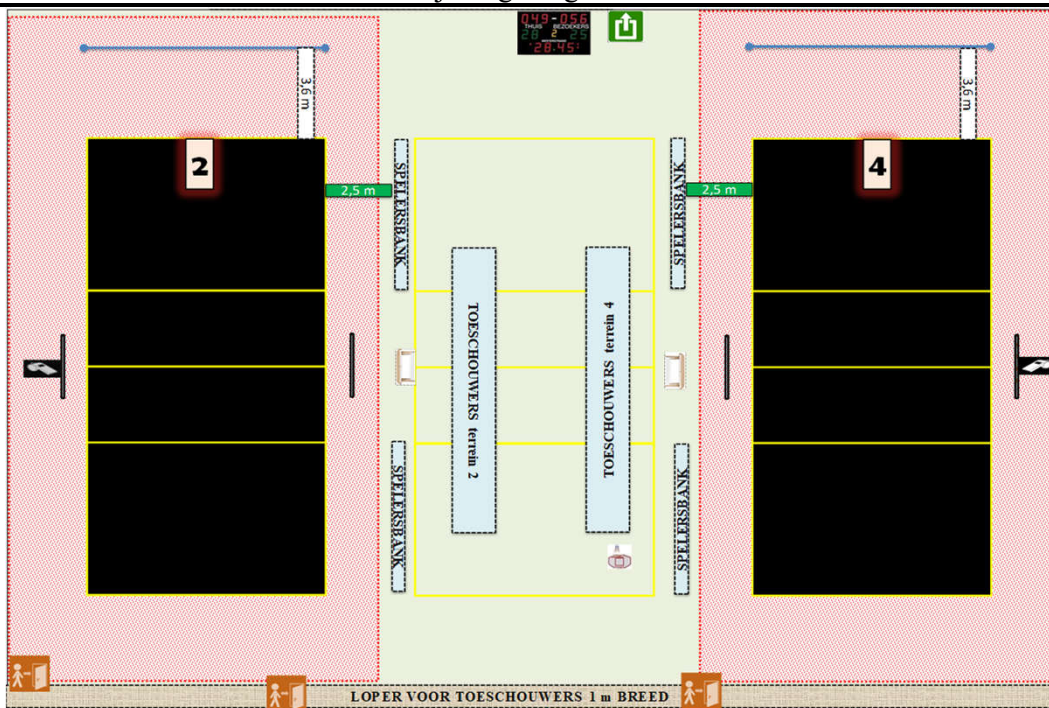 049-056
THUIS BEZOEKERS
28 2 25
28:45
3,6 m
3,6 m
2
4
2,5 m
2,5 m
SPELERSBANK
SPELERSBANK
TOESCHOUWERS terrein 2
TOESCHOUWERS terrein 4
SPELERSBANK
SPELERSBANK
LOPER VOOR TOESCHOUWERS 1 m BREED